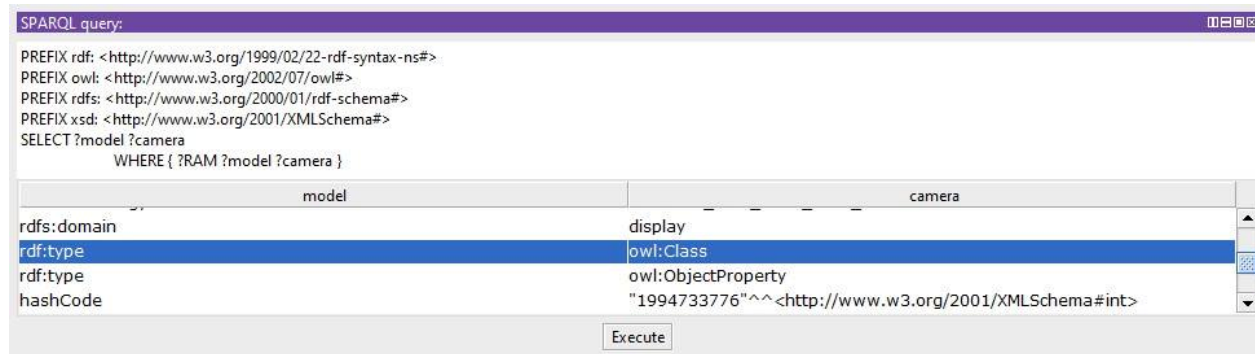 SPARQL query:
PREFIX rdf: <http://www.w3.org/1999/02/22-rdf-syntax-ns#>
PREFIX owl: <http://www.w3.org/2002/07/owl#>
PREFIX rdfs: <http://www.w3.org/2000/01/rdf-schema#>
PREFIX xsd: <http://www.w3.org/2001/XMLSchema#>
SELECT ?model ?camera
WHERE { ?RAM ?model ?camera }
model camera
rdfs:domain display
rdf:type owl:Class
rdf:type owl:ObjectProperty
hashCode "1994733776"^^<http://www.w3.org/2001/XMLSchema#int>
Execute